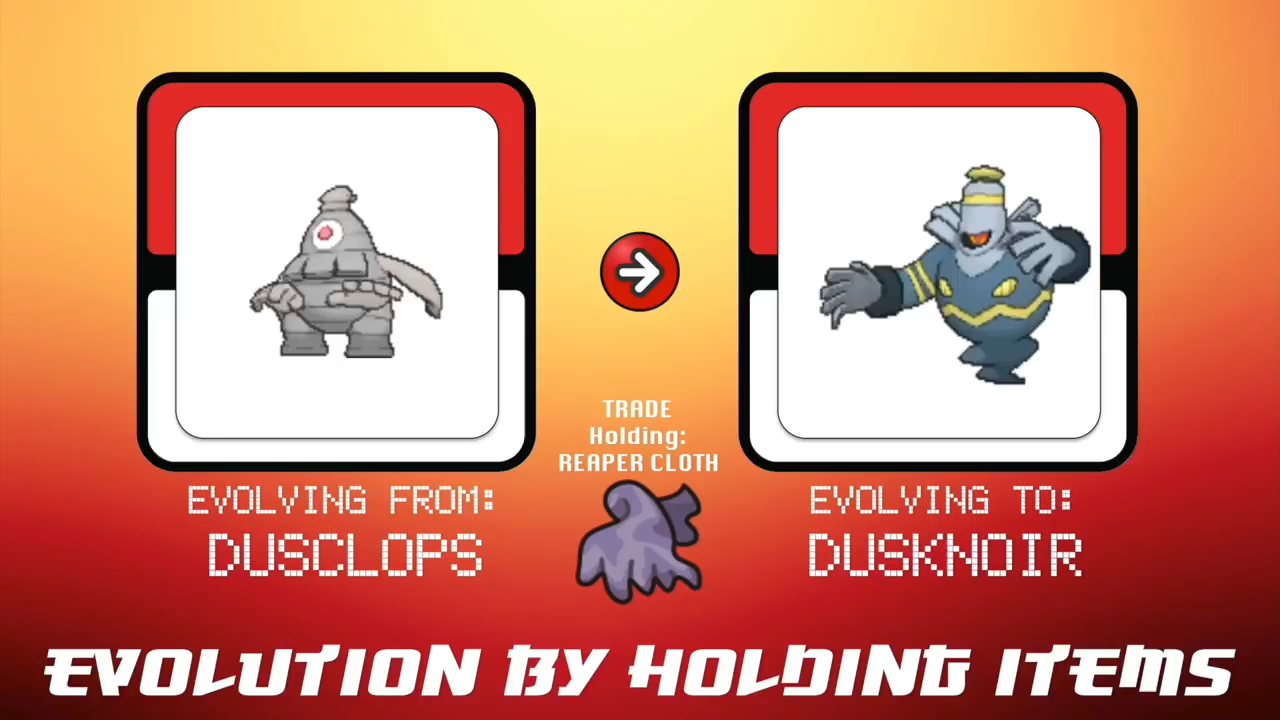 TRADE
Holding:
REAPER CLOTH
EVOLVING FROM:
DUSCLOPS
EVOLVING TO:
DUSKNOIR
EVOLUTION BY HOLDING ITEMS